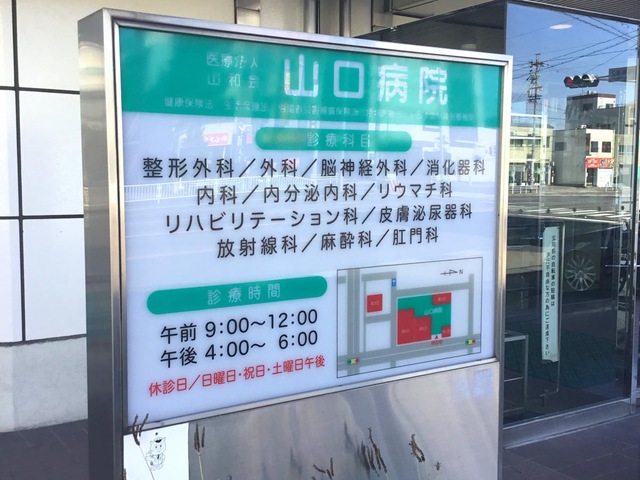 医療法人
山和会
山口病院
診療科目
整形外科／外科／脳神経外科／消化器科
内科／内分泌内科／リウマチ科
リハビリテーション科／皮膚泌尿器科
放射線科／麻酔科／肛門科
診療時間
午前 9:00～12:00
午後 4:00～ 6:00
休診日／日曜日・祝日・土曜日午後
N
山口病院